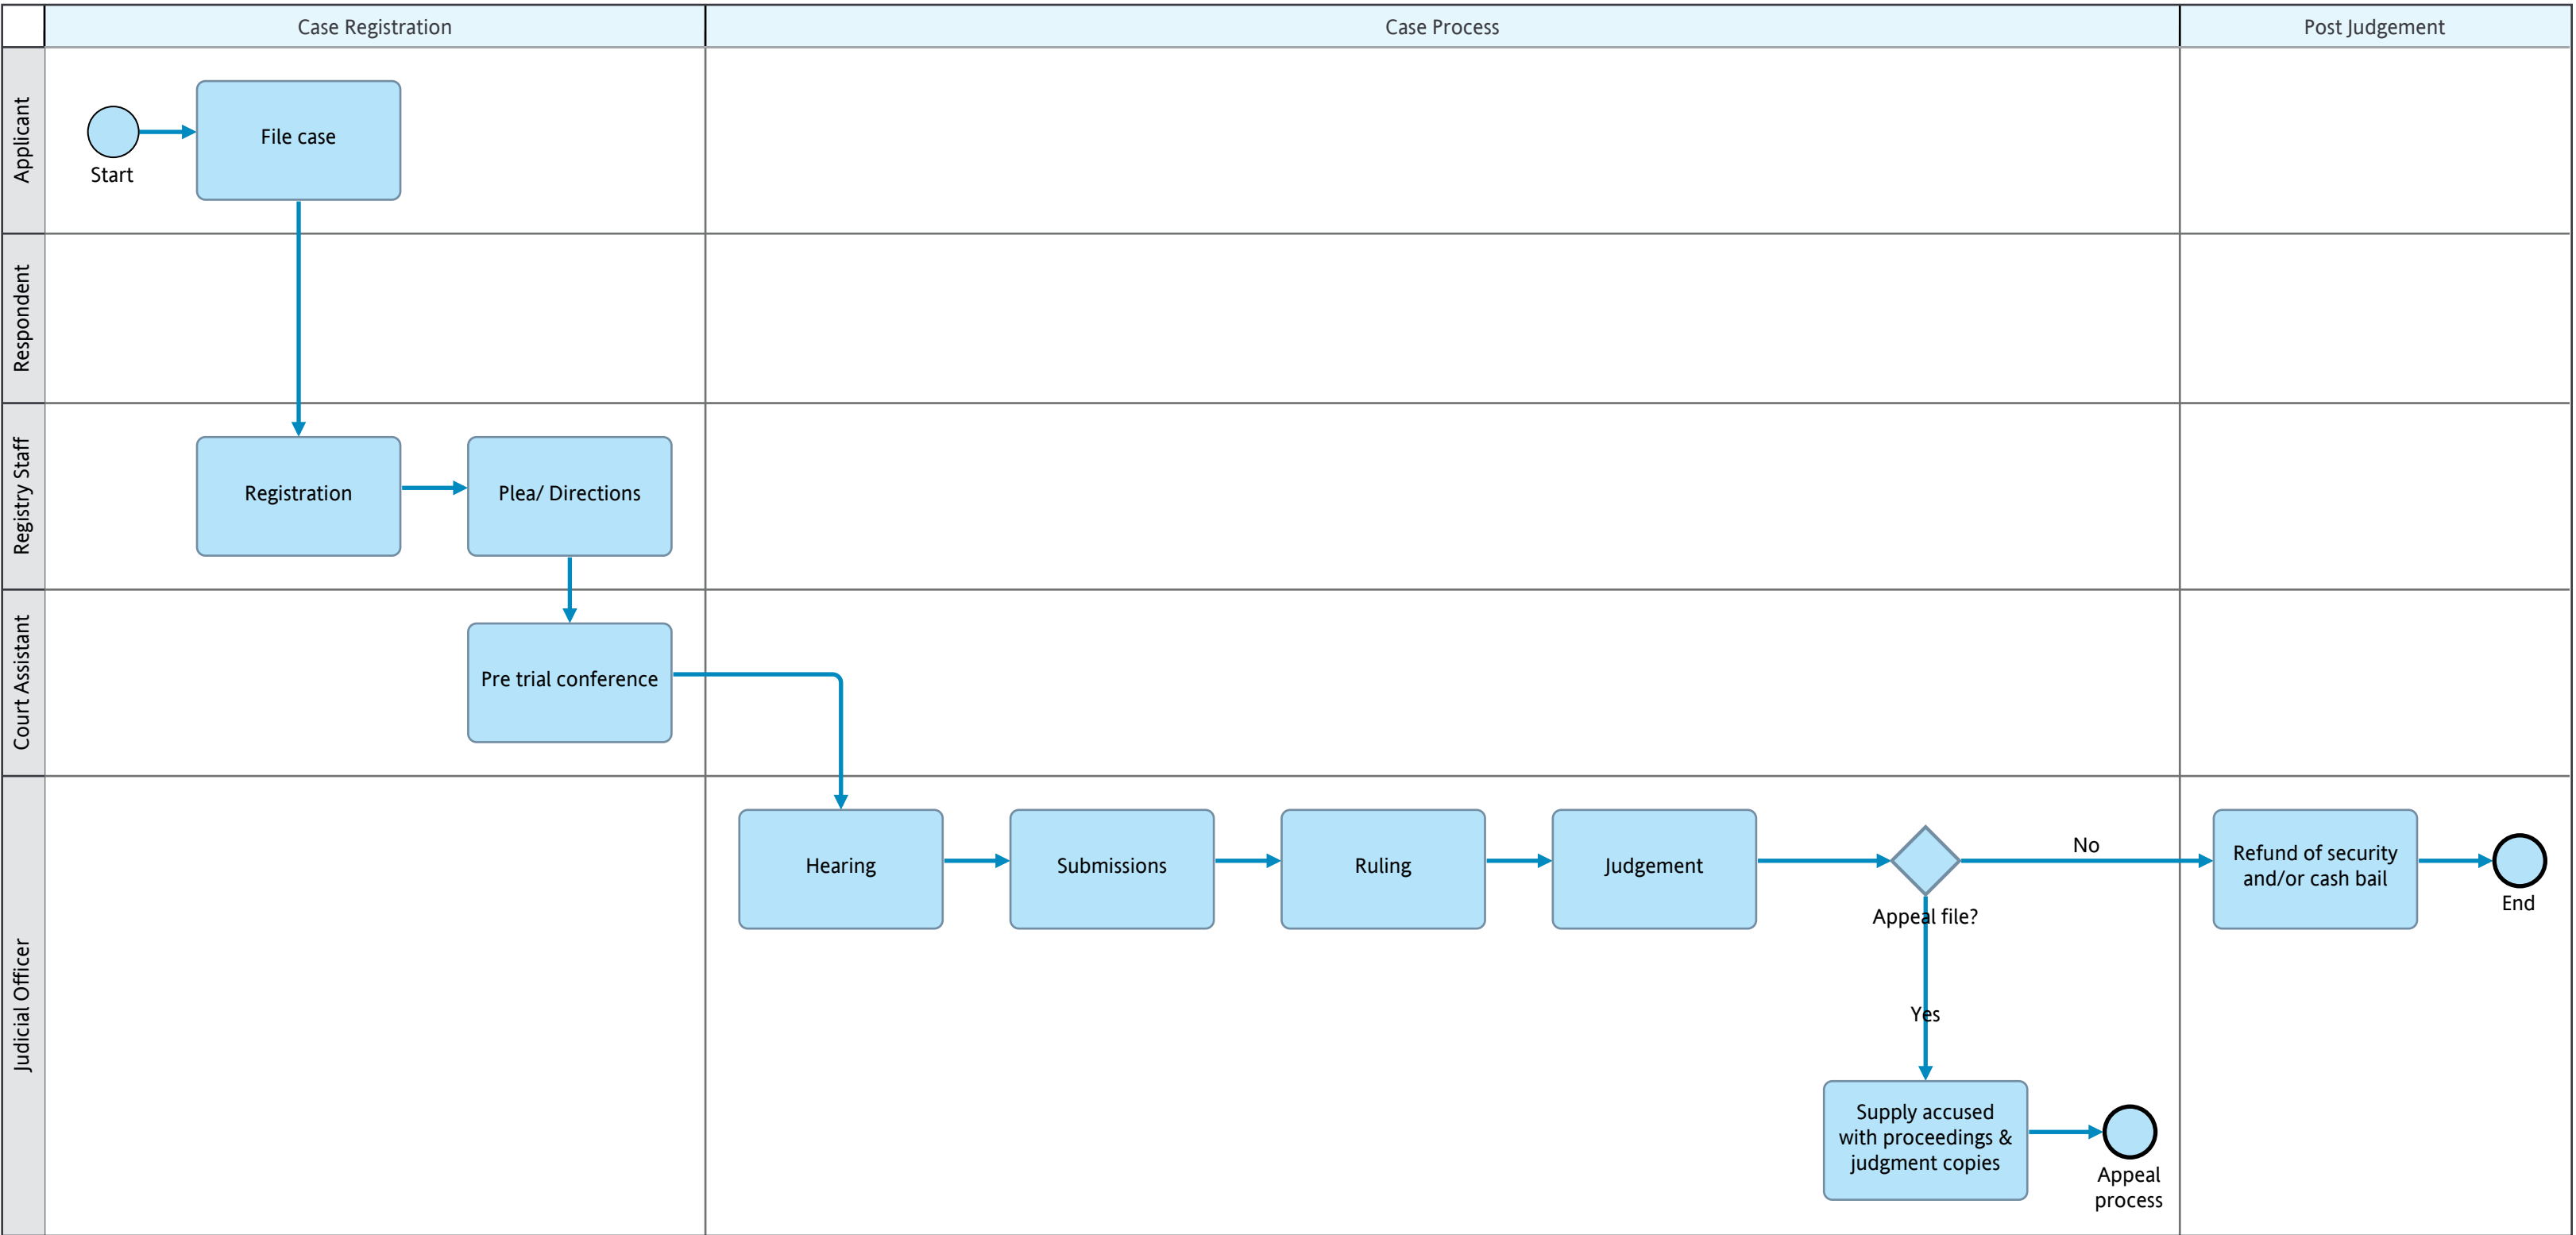 Case Registration
Case Process
Post Judgement
Applicant
Start
File case
Respondent
Registry Staff
Registration
Plea/ Directions
Court Assistant
Pre trial conference
Judicial Officer
Hearing
Submissions
Ruling
Judgement
Appeal file?
No
Refund of security
and/or cash bail
End
Yes
Supply accused
with proceedings &
judgment copies
Appeal
process